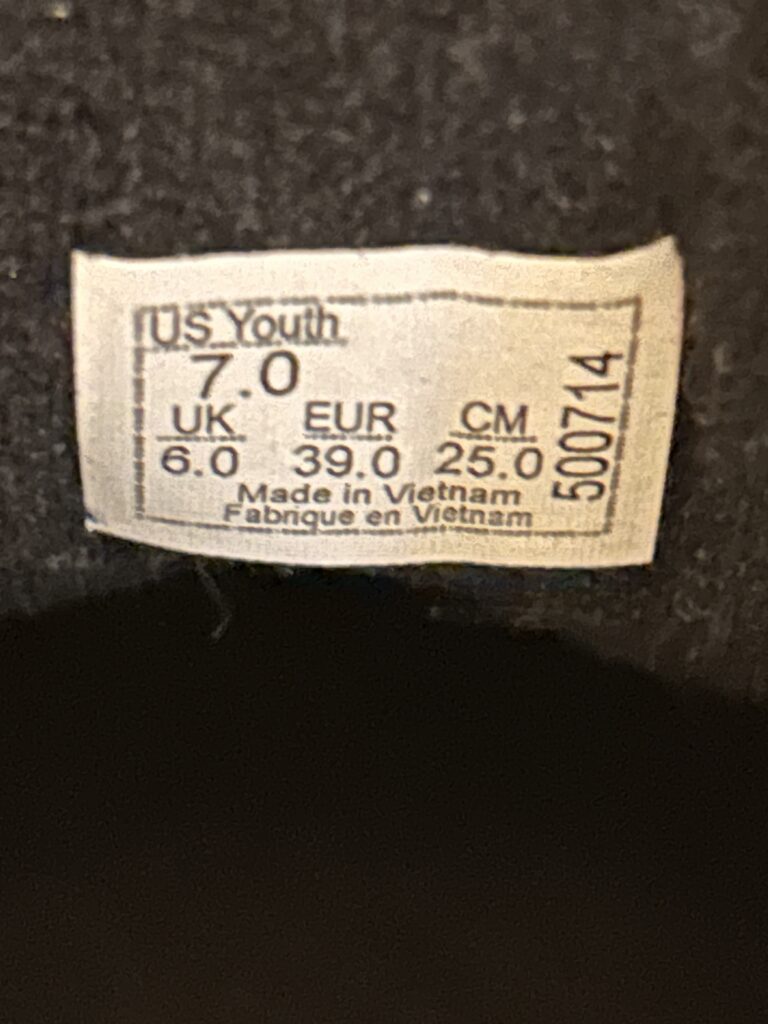 US Youth
7.0
UK EUR CM
6.0 39.0 25.0
Made in Vietnam
Fabrique en Vietnam
500714